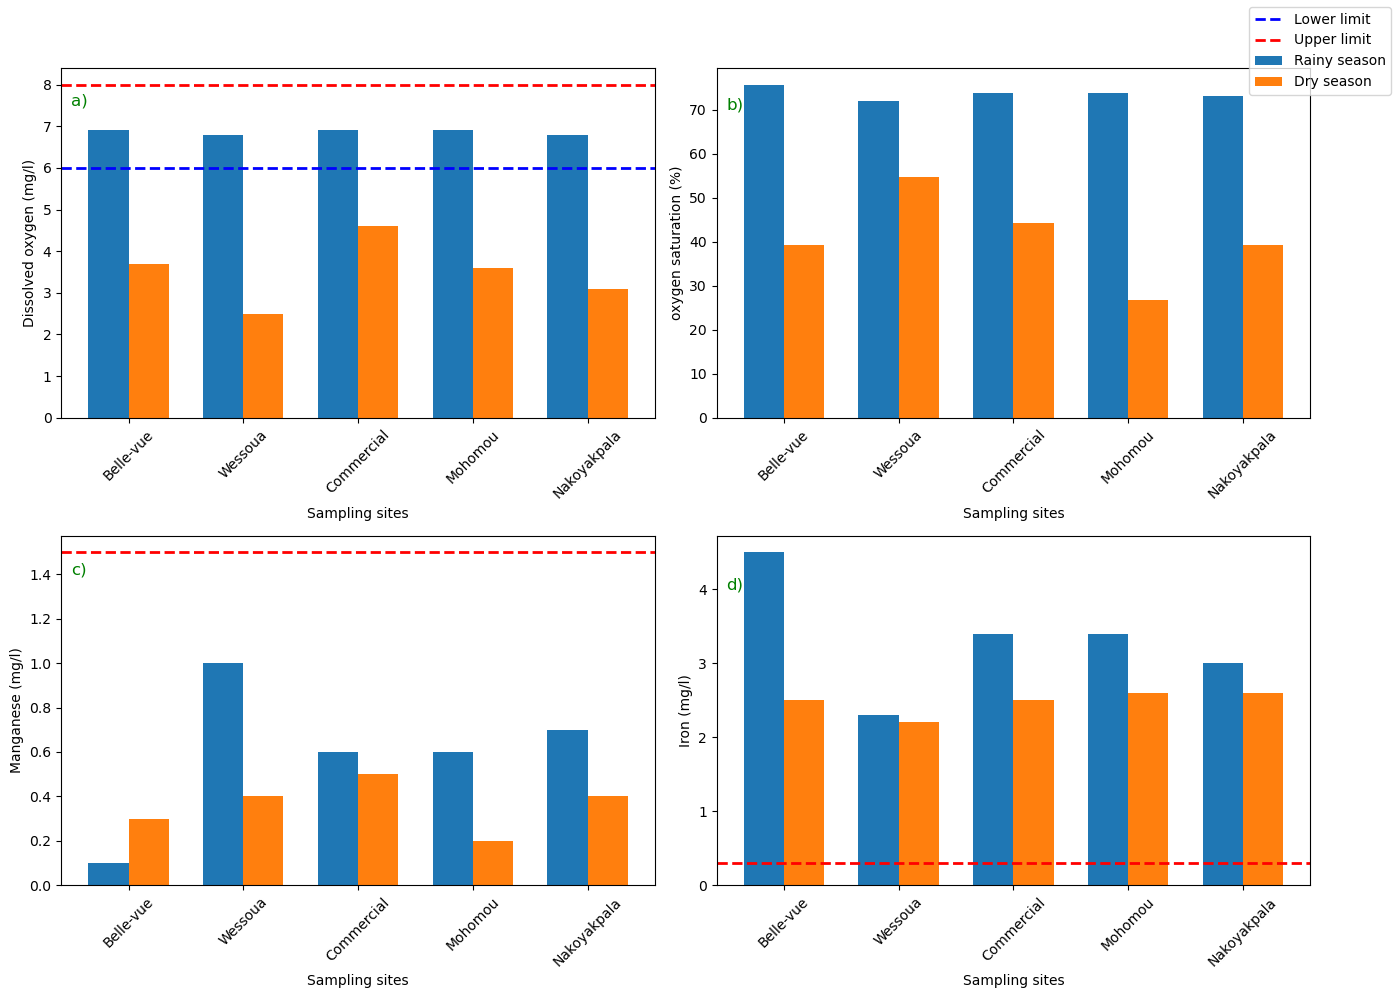 Lower limit
Upper limit
Rainy season
Dry season
a)
Dissolved oxygen (mg/l)
8
7
6
5
4
3
2
1
0
Belle-vue
Wessoua
Commercial
Mohomou
Nakoyakpala
Sampling sites
b)
oxygen saturation (%)
70
60
50
40
30
20
10
0
Belle-vue
Wessoua
Commercial
Mohomou
Nakoyakpala
Sampling sites
c)
Manganese (mg/l)
1.4
1.2
1.0
0.8
0.6
0.4
0.2
0.0
Belle-vue
Wessoua
Commercial
Mohomou
Nakoyakpala
Sampling sites
d)
Iron (mg/l)
4
3
2
1
0
Belle-vue
Wessoua
Commercial
Mohomou
Nakoyakpala
Sampling sites